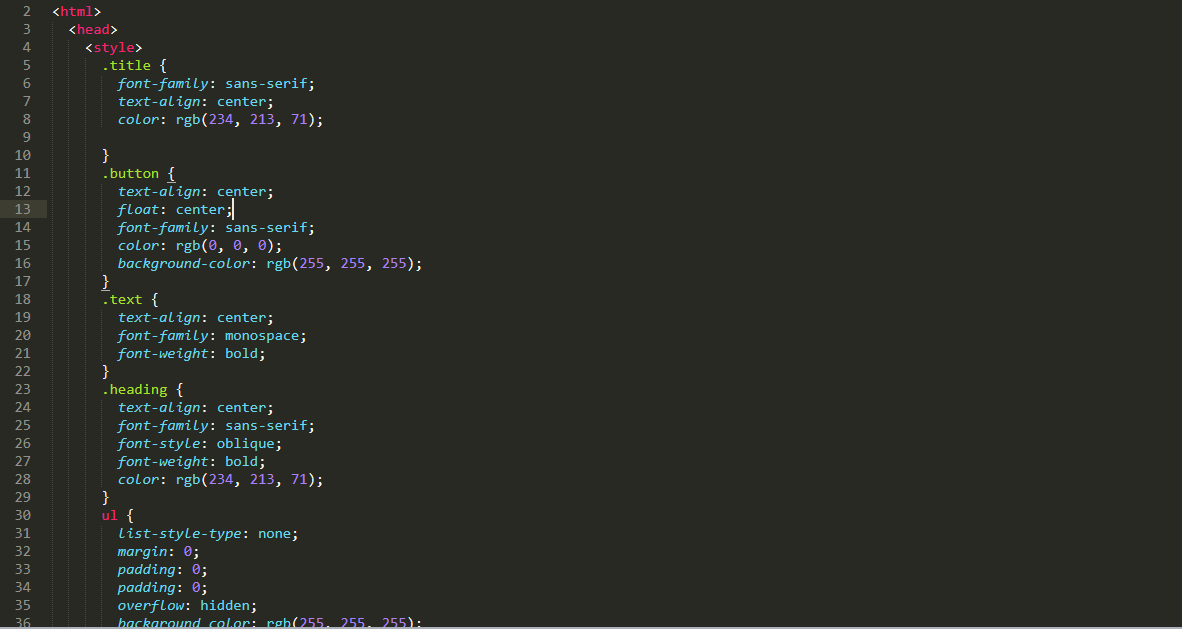 2 <html>
3 <head>
4 <style>
5 .title {
6 font-family: sans-serif;
7 text-align: center;
8 color: rgb(234, 213, 71);
9
10 }
11 .button {
12 text-align: center;
13 float: center;
14 font-family: sans-serif;
15 color: rgb(0, 0, 0);
16 background-color: rgb(255, 255, 255);
17 }
18 .text {
19 text-align: center;
20 font-family: monospace;
21 font-weight: bold;
22 }
23 .heading {
24 text-align: center;
25 font-family: sans-serif;
26 font-style: oblique;
27 font-weight: bold;
28 color: rgb(234, 213, 71);
29 }
30 ul {
31 list-style-type: none;
32 margin: 0;
33 padding: 0;
34 padding: 0;
35 overflow: hidden;
36 background color: rgb(255, 255, 255);